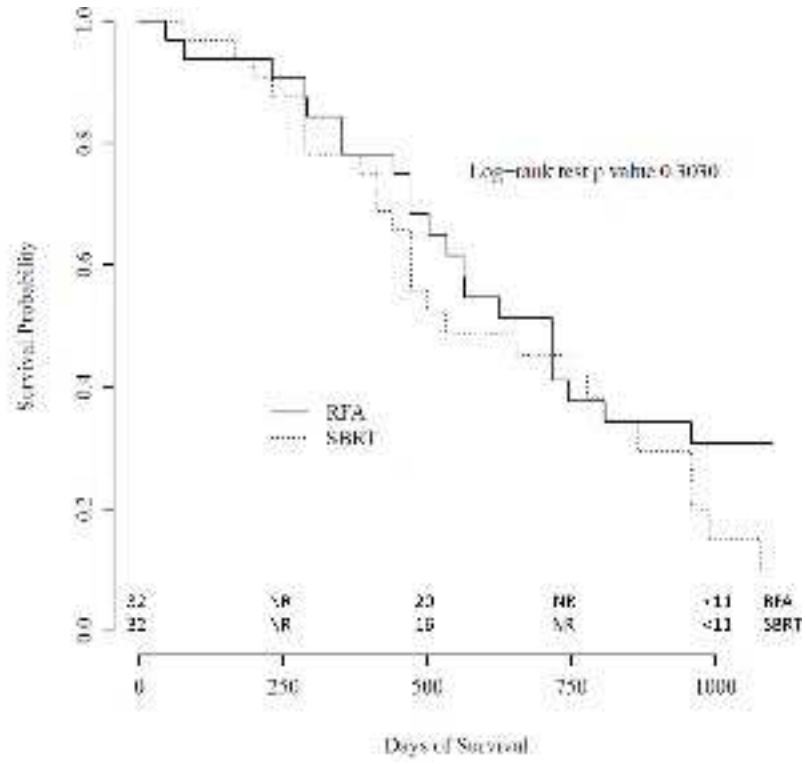 1.0
0.8
0.6
0.4
0.2
0.0
Survival Probability
Log-rank test p value 0.3030
RFA
SBRT
32 NR 20 NR <11 RFA
32 NR 16 NR <11 SBRT
0 250 500 750 1000
Days of Survival